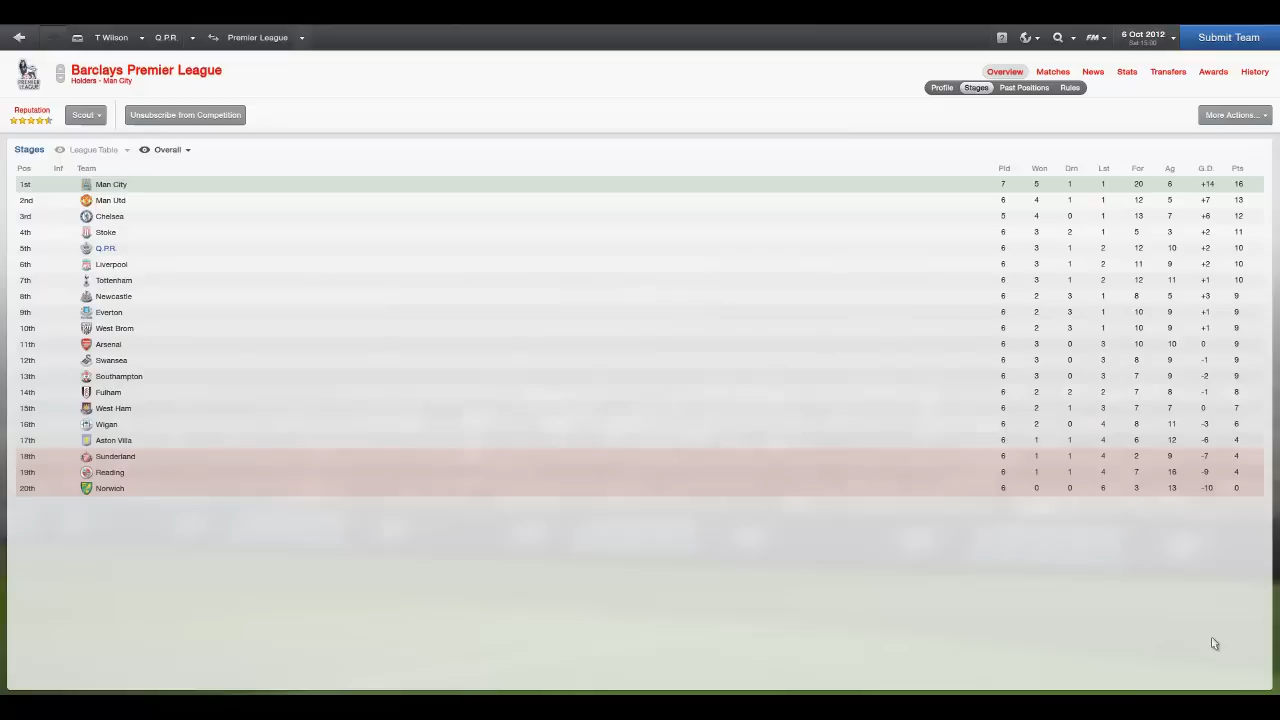 T Wilson Q.P.R. Premier League ? FM 6 Oct 2012 Sat 15:00 Submit Team
Barclays Premier League
Holders - Man City
Overview Matches News Stats Transfers Awards History
Profile Stages Past Positions Rules
Reputation Scout Unsubscribe from Competition More Actions...
Stages League Table Overall
Pos Inf Team Pld Won Drn Lst For Ag G.D. Pts
1st Man City 7 5 1 1 20 6 +14 16
2nd Man Utd 6 4 1 1 12 5 +7 13
3rd Chelsea 5 4 0 1 13 7 +6 12
4th Stoke 6 3 2 1 5 3 +2 11
5th Q.P.R. 6 3 1 2 12 10 +2 10
6th Liverpool 6 3 1 2 11 9 +2 10
7th Tottenham 6 3 1 2 12 11 +1 10
8th Newcastle 6 2 3 1 8 5 +3 9
9th Everton 6 2 3 1 10 9 +1 9
10th West Brom 6 2 3 1 10 9 +1 9
11th Arsenal 6 3 0 3 10 10 0 9
12th Swansea 6 3 0 3 8 9 -1 9
13th Southampton 6 3 0 3 7 9 -2 9
14th Fulham 6 2 2 2 7 8 -1 8
15th West Ham 6 2 1 3 7 7 0 7
16th Wigan 6 2 0 4 8 11 -3 6
17th Aston Villa 6 1 1 4 6 12 -6 4
18th Sunderland 6 1 1 4 2 9 -7 4
19th Reading 6 1 1 4 7 16 -9 4
20th Norwich 6 0 0 6 3 13 -10 0